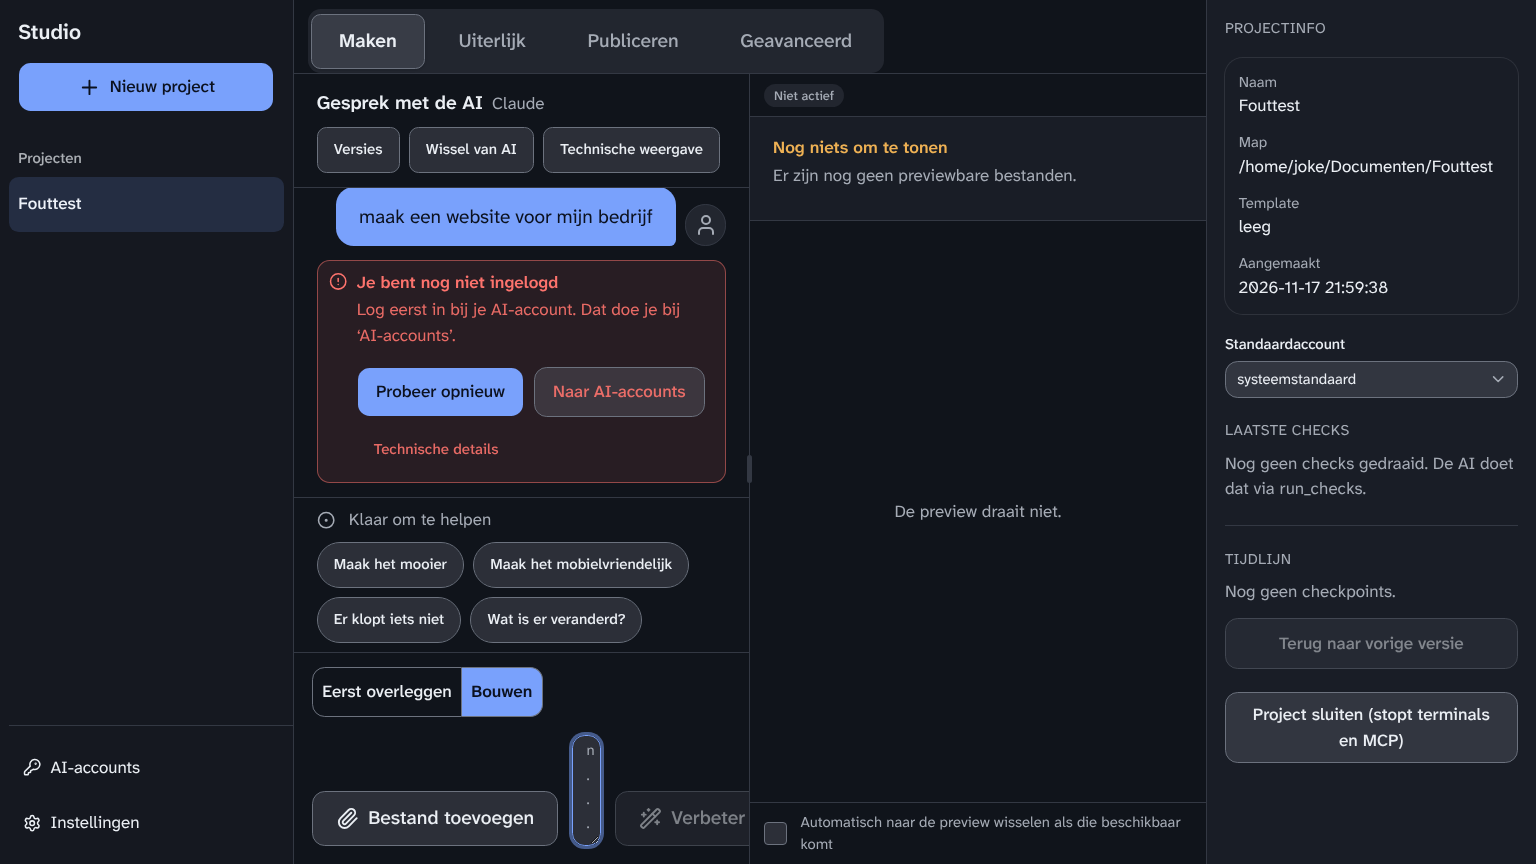 Studio
Nieuw project
Projecten
Fouttest
AI-accounts
Instellingen
Maken
Uiterlijk
Publiceren
Geavanceerd
Gesprek met de AI Claude
Versies
Wissel van AI
Technische weergave
maak een website voor mijn bedrijf
Je bent nog niet ingelogd
Log eerst in bij je AI-account. Dat doe je bij
‘AI-accounts’.
Probeer opnieuw
Naar AI-accounts
Technische details
Klaar om te helpen
Maak het mooier
Maak het mobielvriendelijk
Er klopt iets niet
Wat is er veranderd?
Eerst overleggen
Bouwen
Bestand toevoegen
n
.
.
.
Verbeter
Niet actief
Nog niets om te tonen
Er zijn nog geen previewbare bestanden.
De preview draait niet.
Automatisch naar de preview wisselen als die beschikbaar
komt
PROJECTINFO
Naam
Fouttest
Map
/home/joke/Documenten/Fouttest
Template
leeg
Aangemaakt
2026-11-17 21:59:38
Standaardaccount
systeemstandaard
LAATSTE CHECKS
Nog geen checks gedraaid. De AI doet
dat via run_checks.
TIJDLIJN
Nog geen checkpoints.
Terug naar vorige versie
Project sluiten (stopt terminals
en MCP)